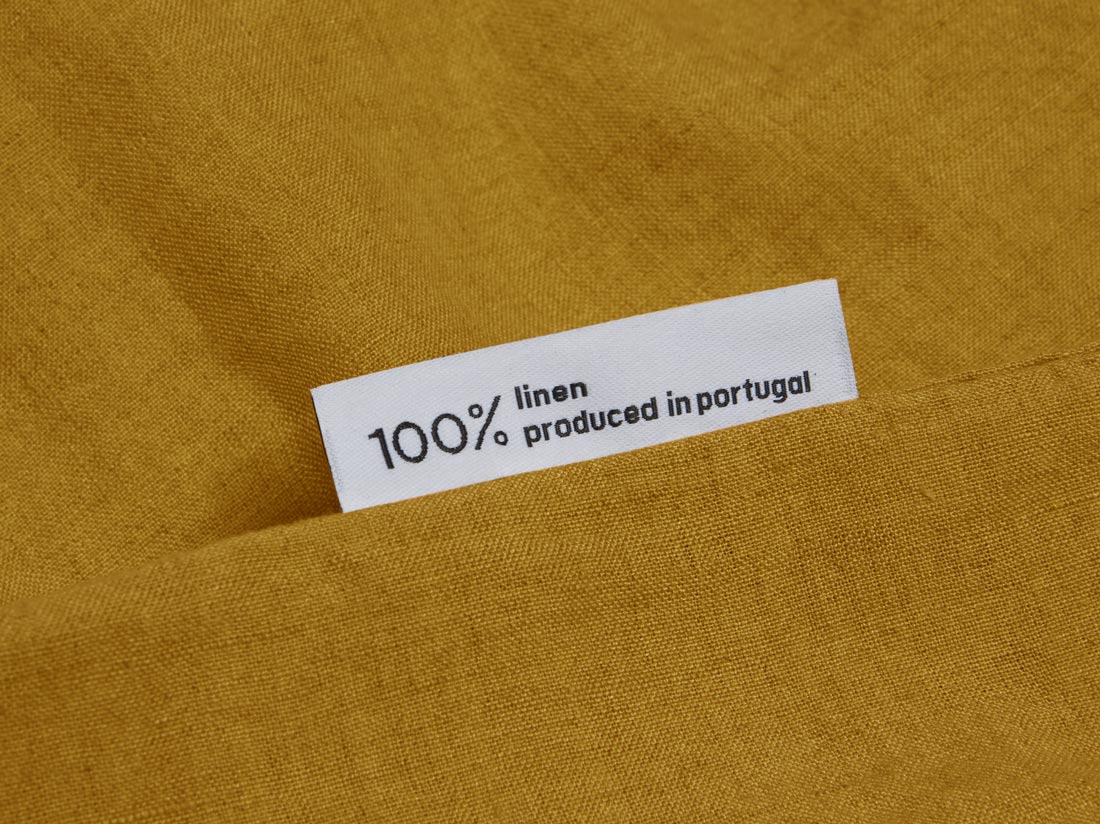 100%
linen
produced in portugal